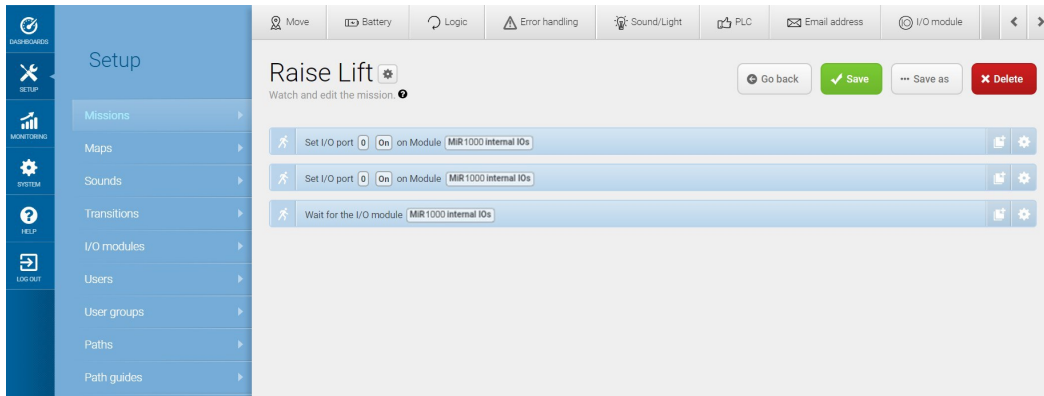 DASHBOARDS
SETUP
MONITORING
SYSTEM
HELP
LOG OUT
Setup
Missions
Maps
Sounds
Transitions
I/O modules
Users
User groups
Paths
Path guides
Move
Battery
Logic
Error handling
Sound/Light
PLC
Email address
I/O module
Raise Lift
Watch and edit the mission.
Go back
Save
Save as
Delete
Set I/O port 0 On on Module MiR1000 internal IOs
Set I/O port 0 On on Module MiR1000 internal IOs
Wait for the I/O module MiR1000 internal IOs